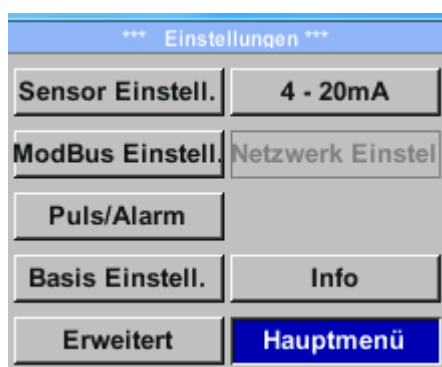 *** Einstellungen ***
Sensor Einstell. 4 - 20mA
ModBus Einstell. Netzwerk Einstel
Puls/Alarm
Basis Einstell. Info
Erweitert Hauptmenü